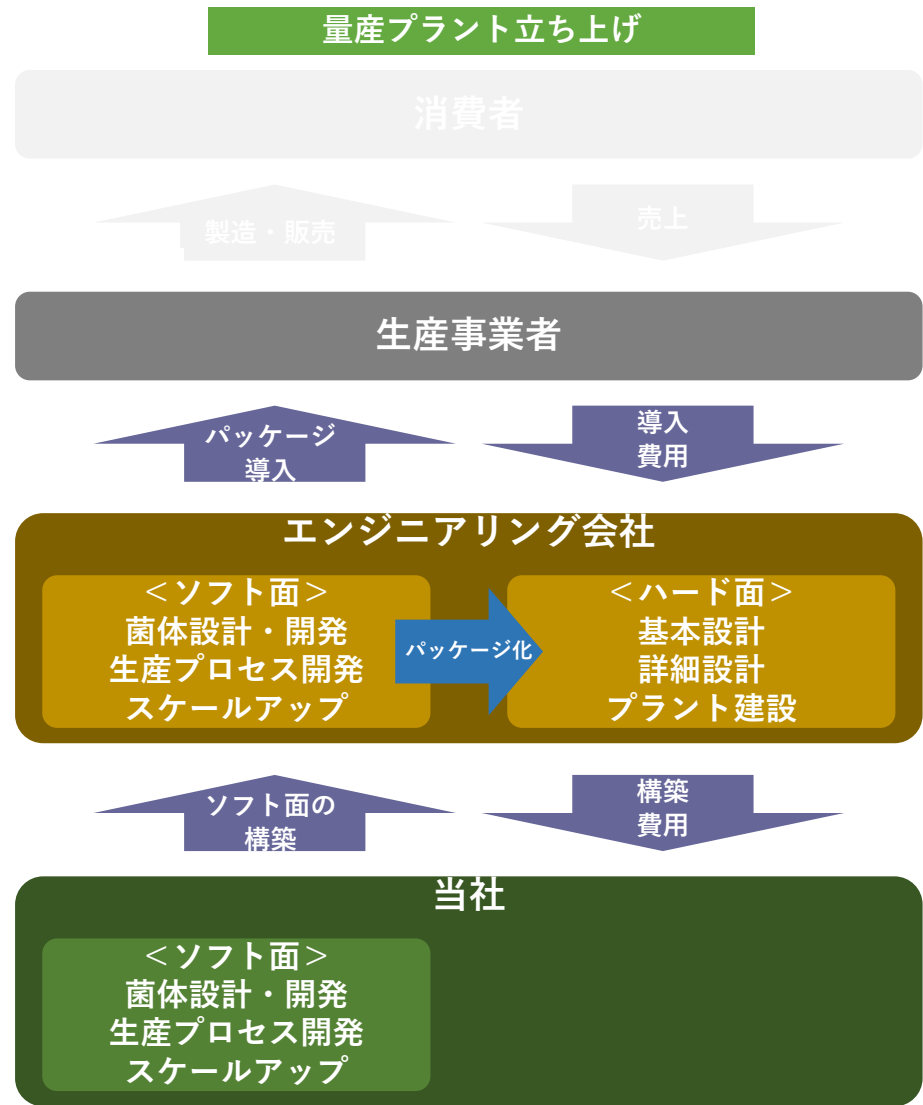 量産プラント立ち上げ
消費者
製造・販売
売上
生産事業者
パッケージ
導入
導入
費用
エンジニアリング会社
＜ソフト面＞
菌体設計・開発
生産プロセス開発
スケールアップ
パッケージ化
＜ハード面＞
基本設計
詳細設計
プラント建設
ソフト面の
構築
構築
費用
当社
＜ソフト面＞
菌体設計・開発
生産プロセス開発
スケールアップ